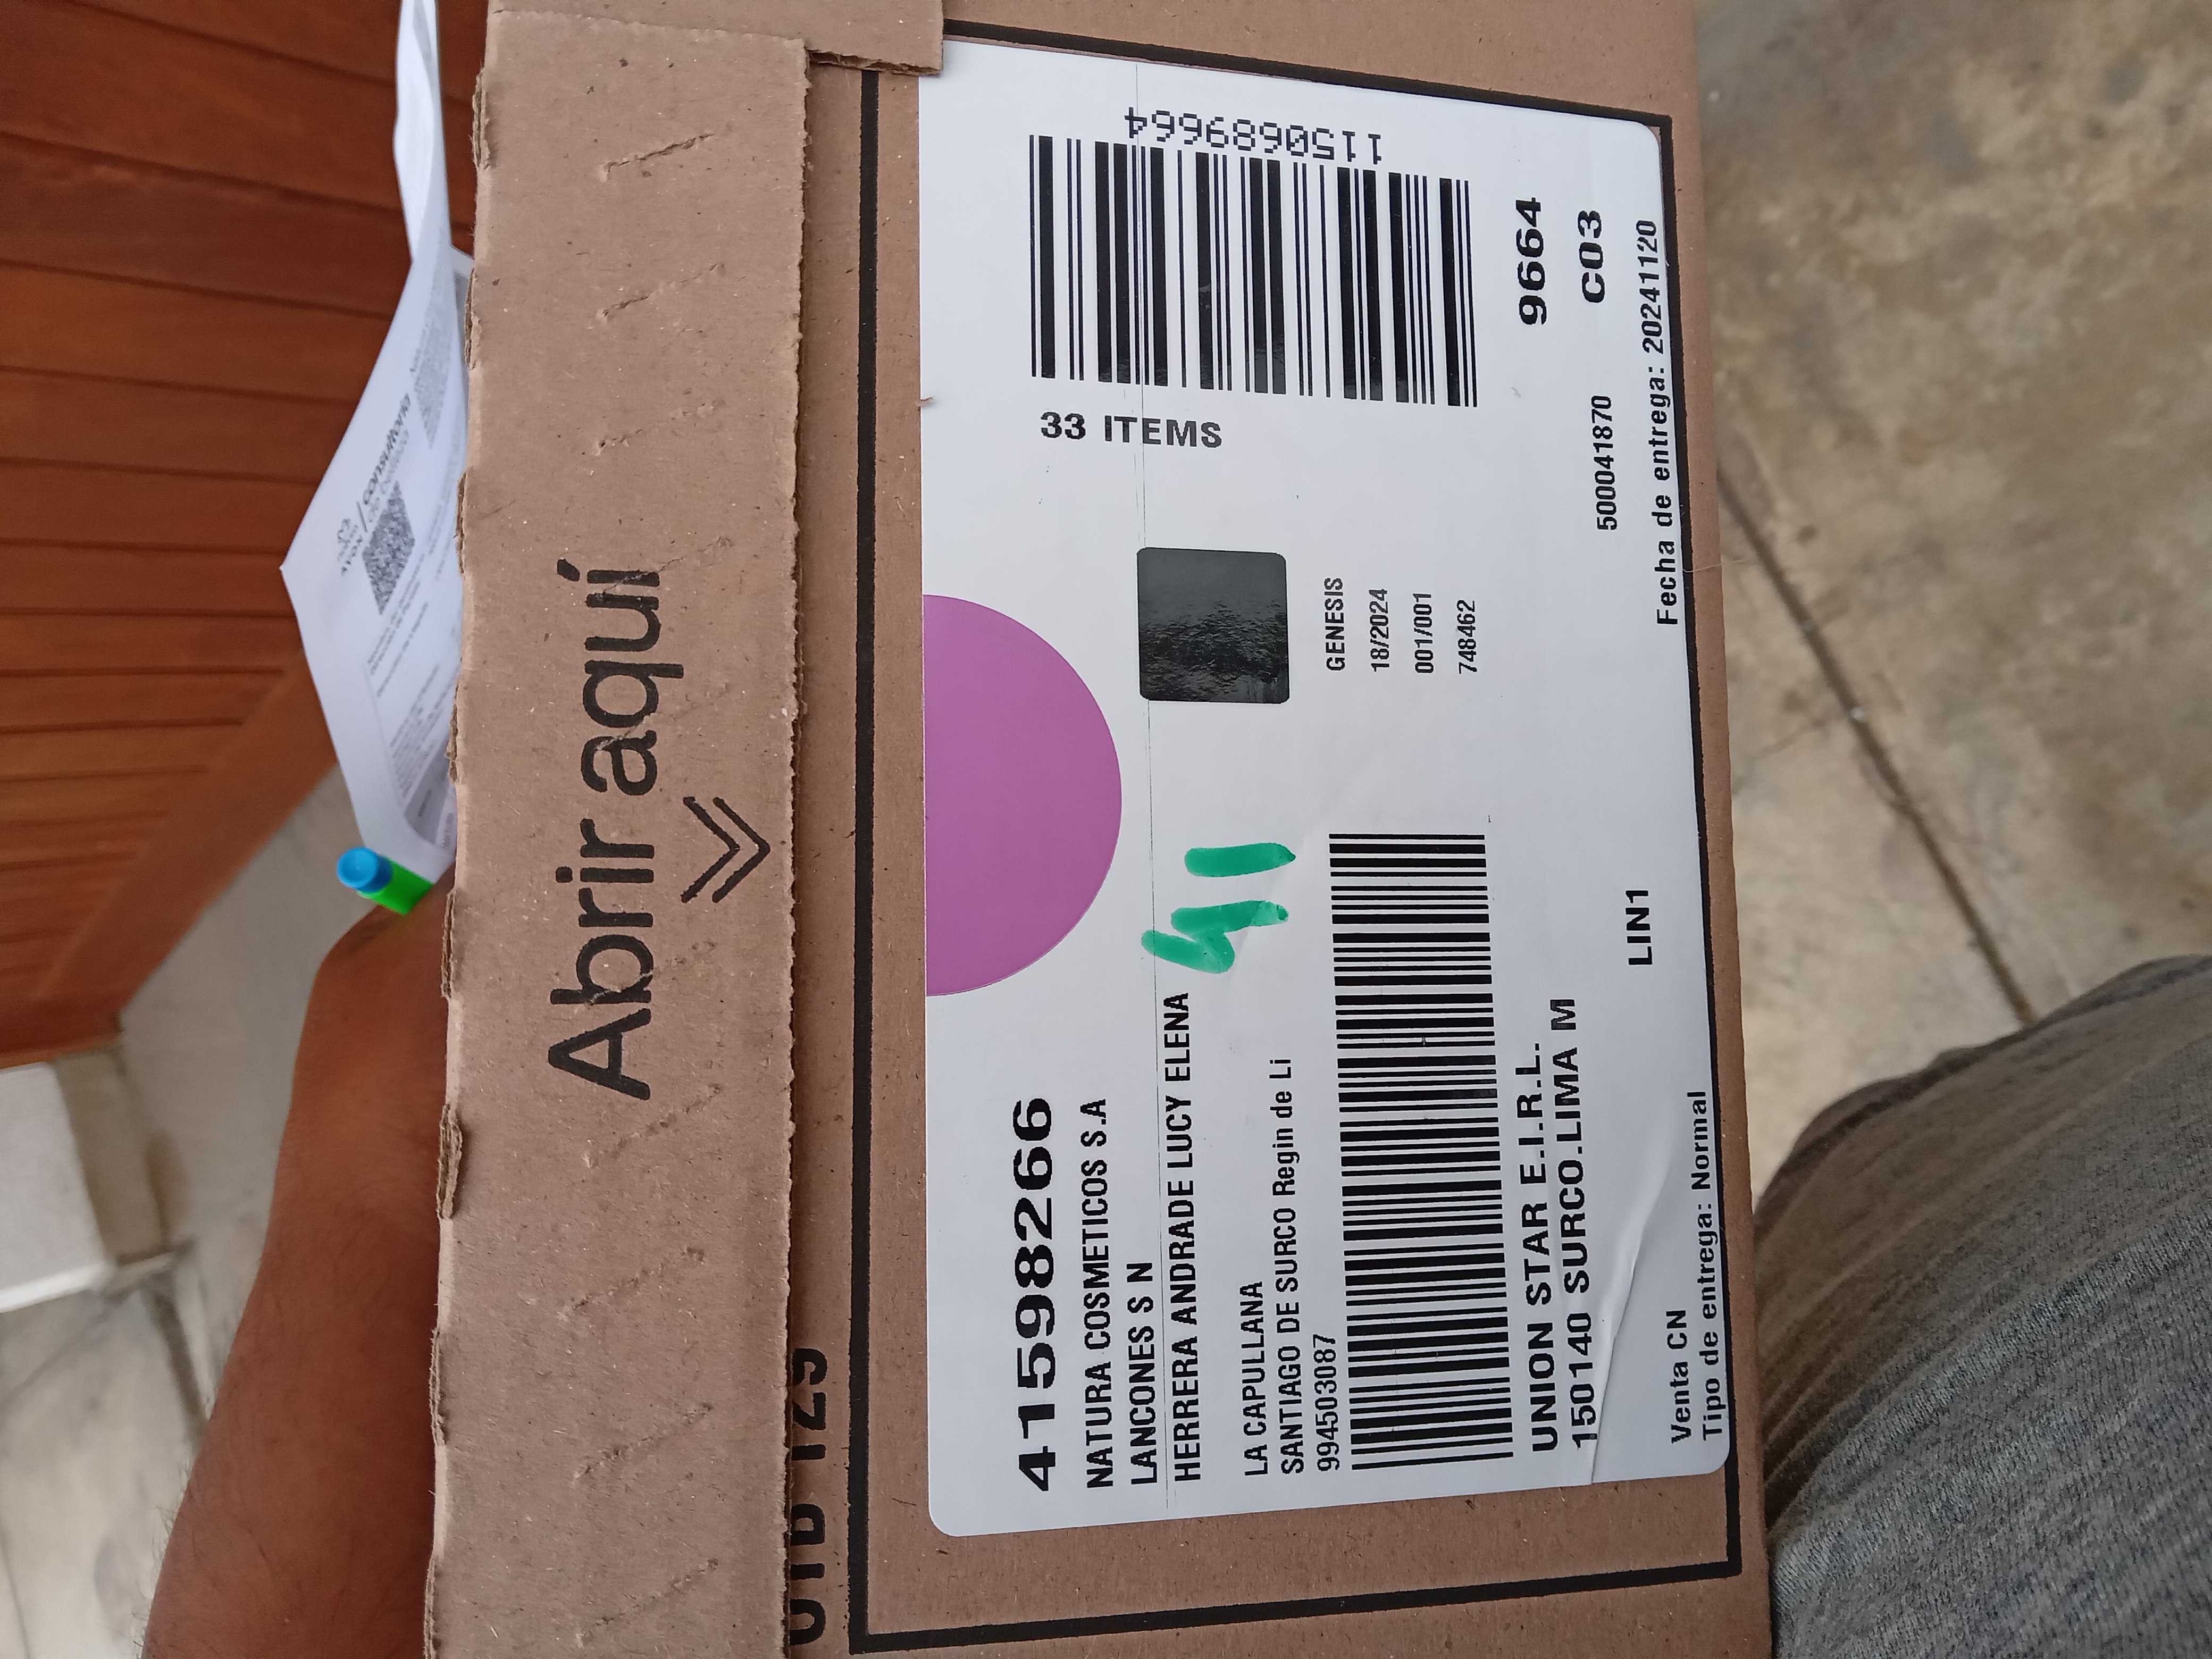 Abrir aquí
41598266
NATURA COSMETICOS S.A
LANCONES S N
HERRERA ANDRADE LUCY ELENA
LA CAPULLANA
SANTIAGO DE SURCO Regin de Li
994503087
UNION STAR E.I.R.L.
150140 SURCO.LIMA M
LIN1
Venta CN
Tipo de entrega: Normal
GENESIS
18/2024
001/001
748462
33 ITEMS
1150689664
9664
C03
500041870
Fecha de entrega: 20241120
AVON
consultoría